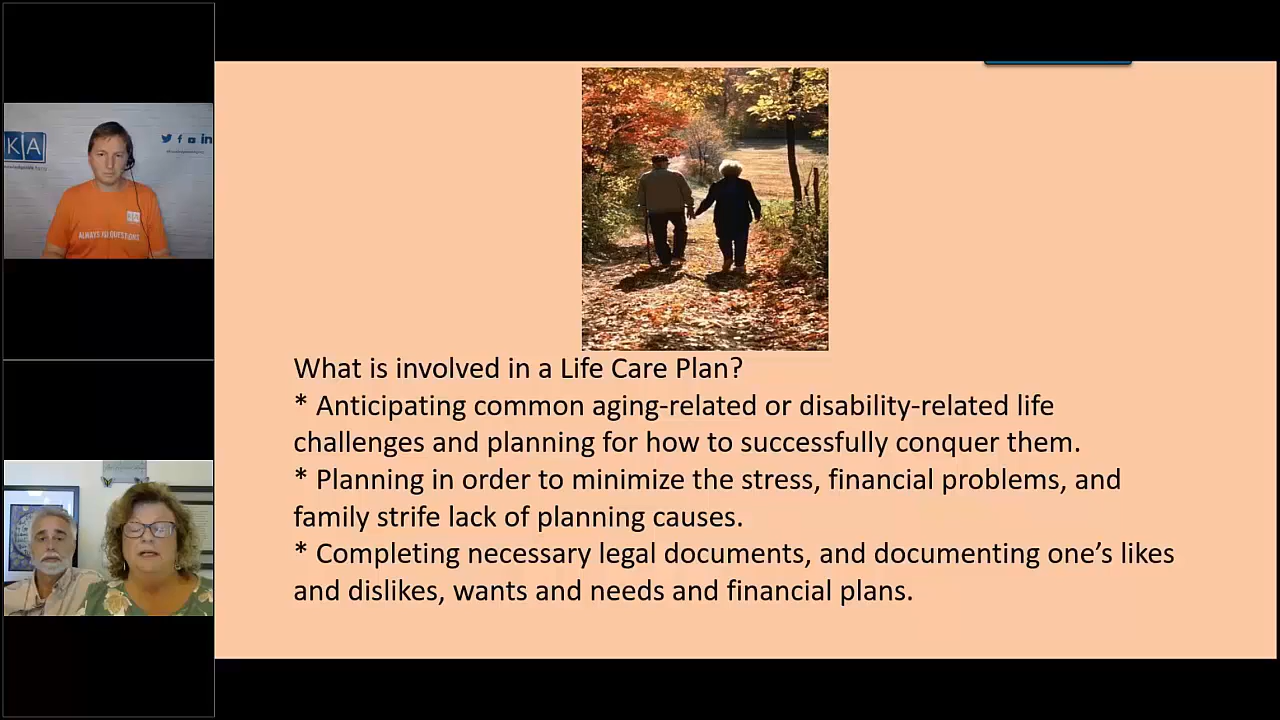 KA
in
ALWAYS
What is involved in a Life Care Plan?
* Anticipating common aging-related or disability-related life
challenges and planning for how to successfully conquer them.
* Planning in order to minimize the stress, financial problems, and
family strife lack of planning causes.
* Completing necessary legal documents, and documenting one’s likes
and dislikes, wants and needs and financial plans.